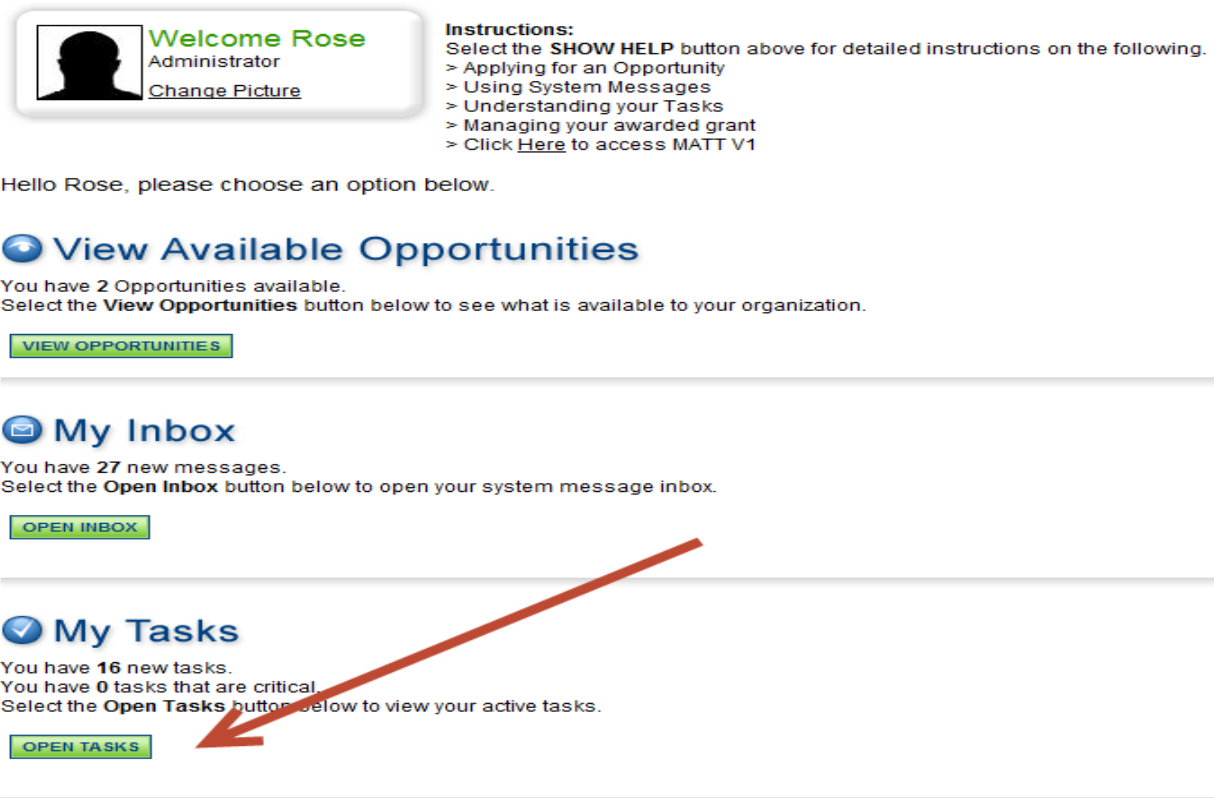 Welcome Rose
Administrator
Change Picture
Instructions:
Select the SHOW HELP button above for detailed instructions on the following.
> Applying for an Opportunity
> Using System Messages
> Understanding your Tasks
> Managing your awarded grant
> Click Here to access MATT V1
Hello Rose, please choose an option below.
View Available Opportunities
You have 2 Opportunities available.
Select the View Opportunities button below to see what is available to your organization.
VIEW OPPORTUNITIES
My Inbox
You have 27 new messages.
Select the Open Inbox button below to open your system message inbox.
OPEN INBOX
My Tasks
You have 16 new tasks.
You have 0 tasks that are critical.
Select the Open Tasks button below to view your active tasks.
OPEN TASKS